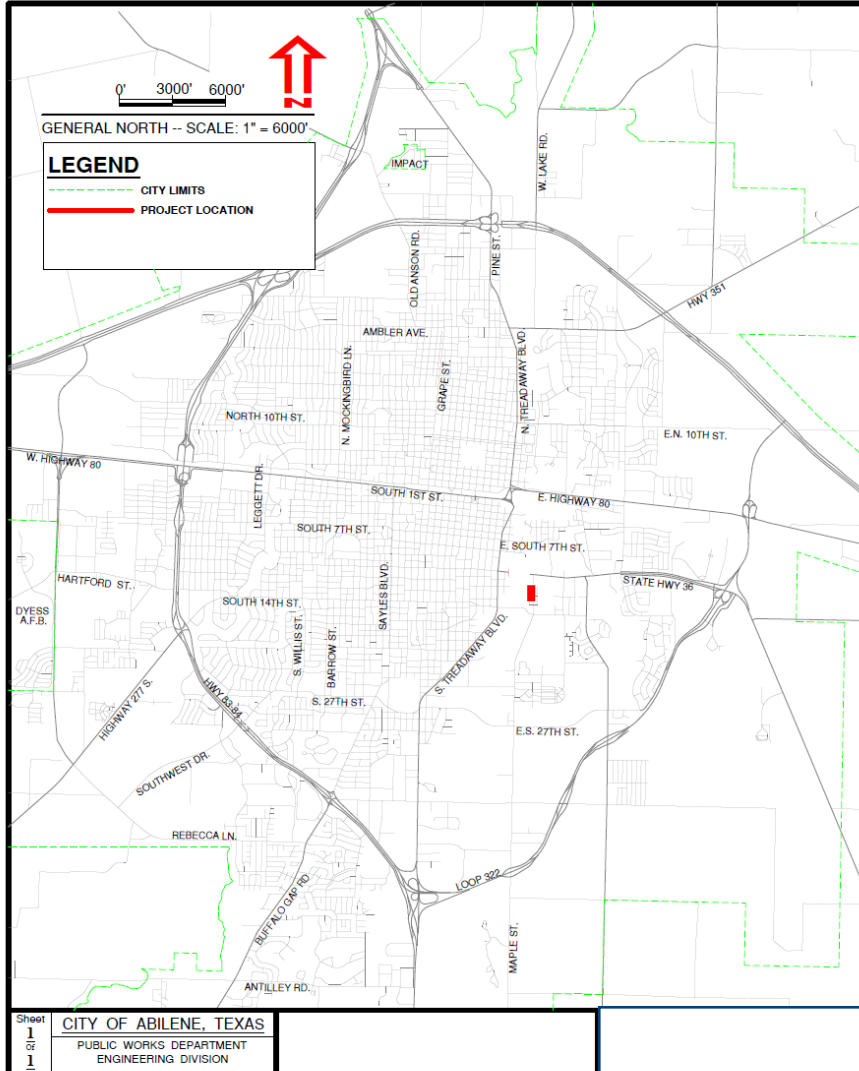 0' 3000' 6000'
N
GENERAL NORTH -- SCALE: 1" = 6000'
LEGEND
CITY LIMITS
PROJECT LOCATION
IMPACT
W. LAKE RD.
OLD ANSON RD.
PINE ST.
HWY 351
AMBLER AVE.
N. MOCKINGBIRD LN.
GRAPE ST.
N. TREADAWAY BLVD.
NORTH 10TH ST.
E.N. 10TH ST.
W. HIGHWAY 80
LEGGETT DR.
SOUTH 1ST ST.
E. HIGHWAY 80
SOUTH 7TH ST.
E. SOUTH 7TH ST.
HARTFORD ST.
STATE HWY 36
SAYLES BLVD.
DYESS
A.F.B.
SOUTH 14TH ST.
S. WILLIS ST.
BARROW ST.
S. TREADAWAY BLVD.
HIGHWAY 277 S.
HWY 83-84
S. 27TH ST.
E.S. 27TH ST.
SOUTHWEST DR.
REBECCA LN.
LOOP 322
BUFFALO GAP RD
MAPLE ST.
ANTILLEY RD.
Sheet
1
Of
1
CITY OF ABILENE, TEXAS
PUBLIC WORKS DEPARTMENT
ENGINEERING DIVISION